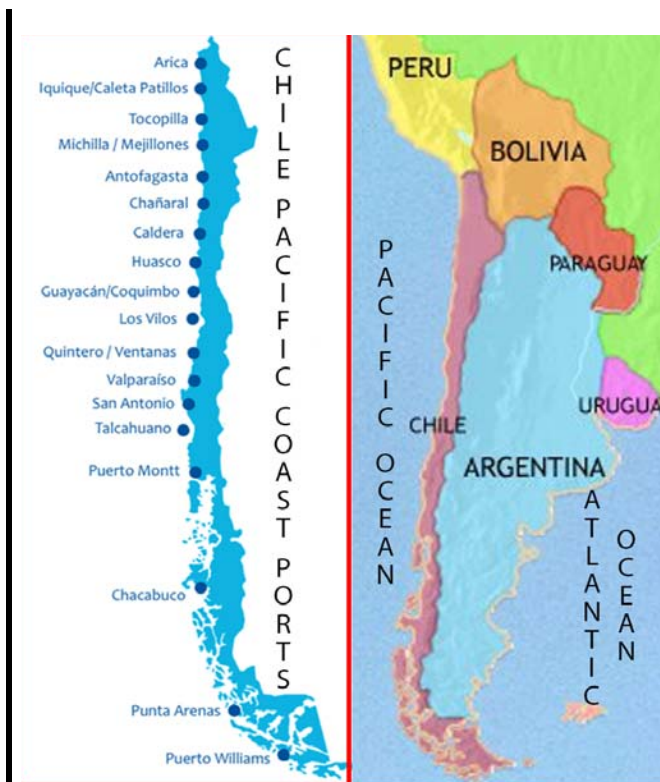 Arica
Iquique/Caleta Patillos
Tocopilla
Michilla / Mejillones
Antofagasta
Chañaral
Caldera
Huasco
Guayacán/Coquimbo
Los Vilos
Quintero / Ventanas
Valparaíso
San Antonio
Talcahuano
Puerto Montt
Chacabuco
Punta Arenas
Puerto Williams
CHILE PACIFIC COAST PORTS
PERU
BOLIVIA
PARAGUAY
PACIFIC OCEAN
CHILE
URUGUA
ARGENTINA
ATLANTIC
OCEAN